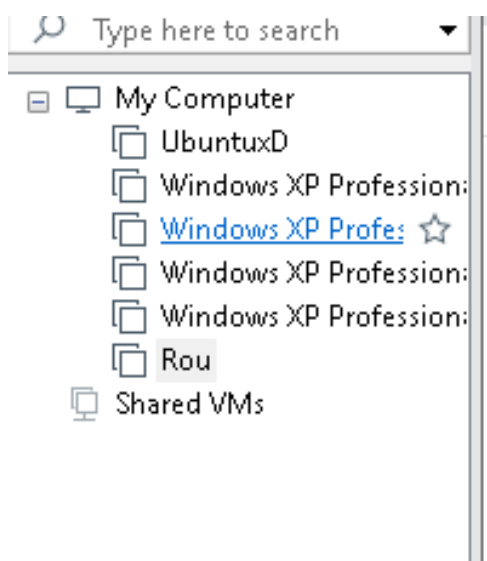 Type here to search
My Computer
UbuntuxD
Windows XP Professiona
Windows XP Profes
Windows XP Professiona
Windows XP Professiona
Rou
Shared VMs